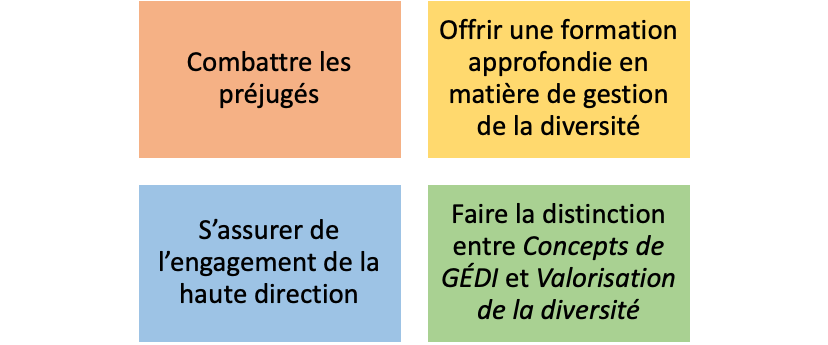 Combattre les
préjugés
Offrir une formation
approfondie en
matière de gestion
de la diversité
S’assurer de
l’engagement de la
haute direction
Faire la distinction
entre Concepts de
GÉDI et Valorisation
de la diversité